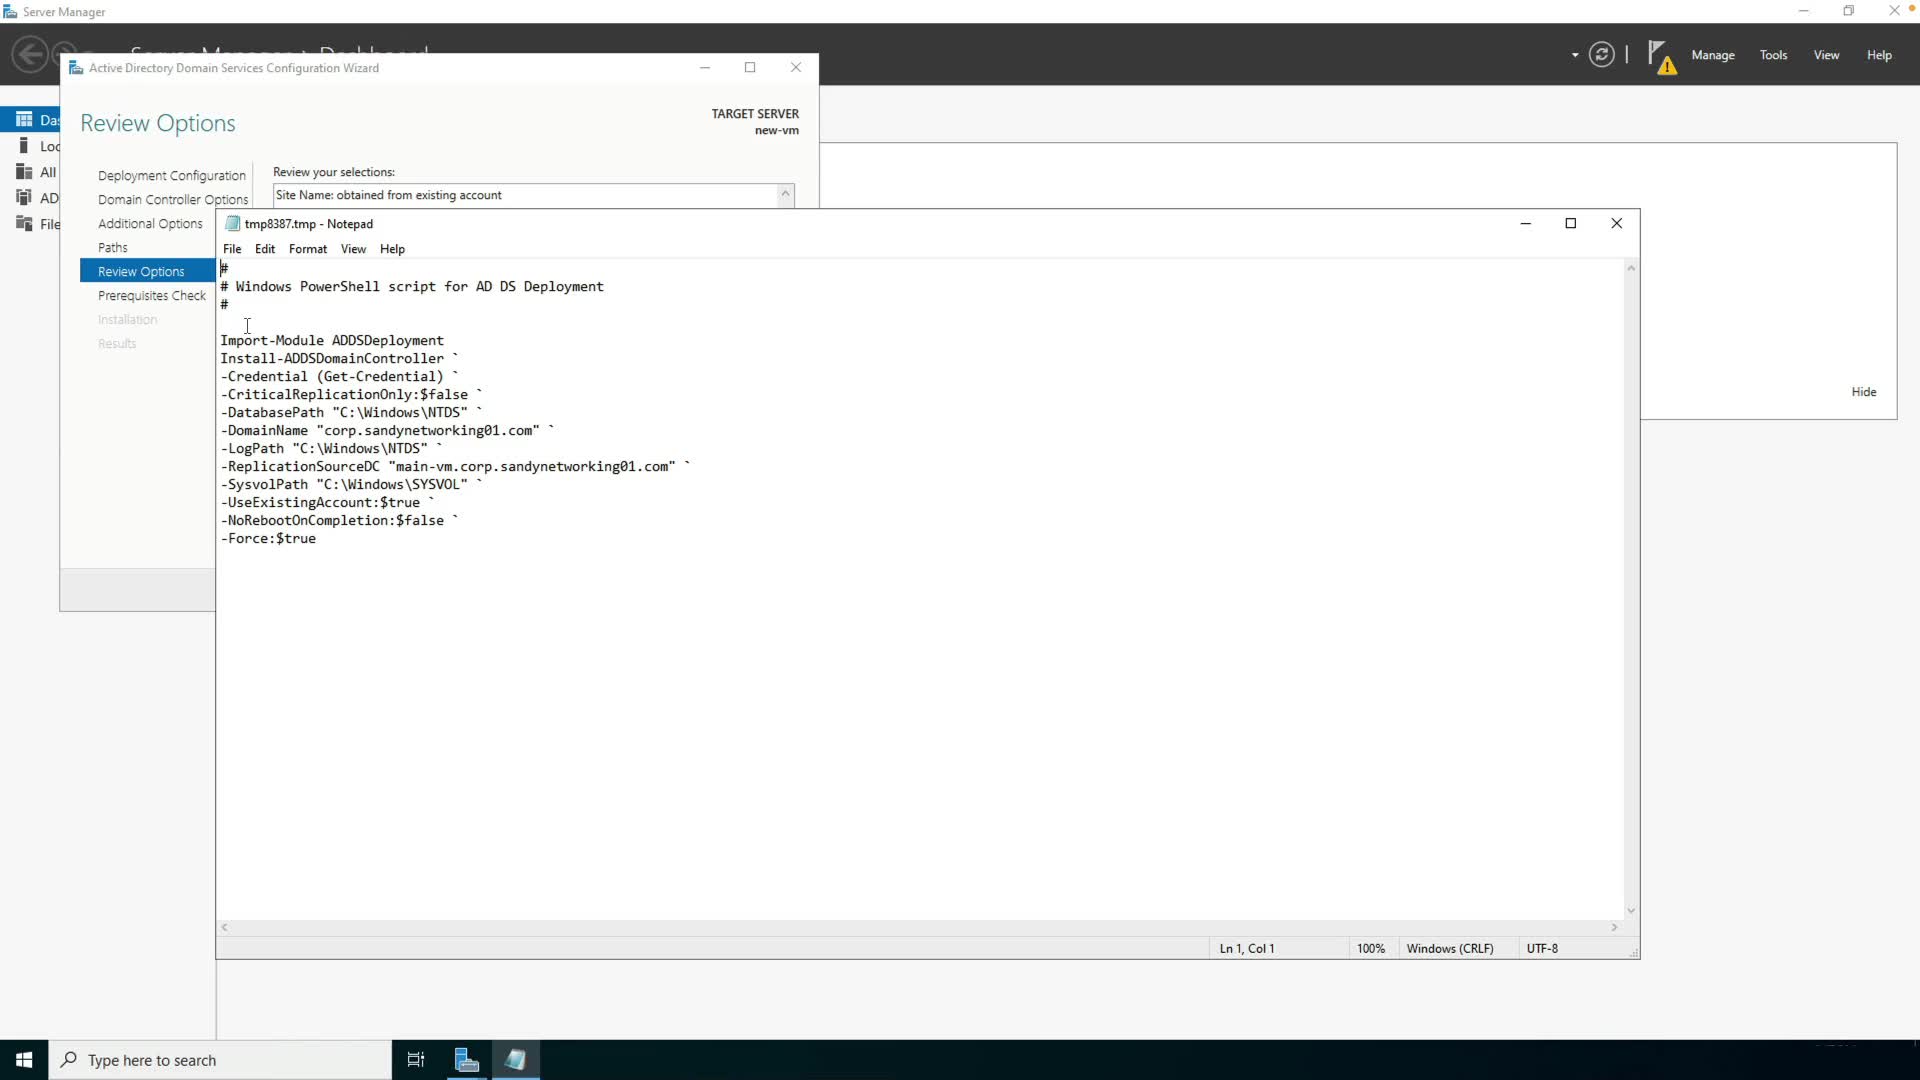 Server Manager
Manage
Tools
View
Help
Active Directory Domain Services Configuration Wizard
Review Options
TARGET SERVER
new-vm
Das
Loc
All
AD
File
Deployment Configuration
Domain Controller Options
Additional Options
Paths
Review Options
Prerequisites Check
Installation
Results
Review your selections:
Site Name: obtained from existing account
Hide
tmp8387.tmp - Notepad
File Edit Format View Help
#
# Windows PowerShell script for AD DS Deployment
#
Import-Module ADDSDeployment
Install-ADDSDomainController `
-Credential (Get-Credential) `
-CriticalReplicationOnly:$false `
-DatabasePath "C:\Windows\NTDS" `
-DomainName "corp.sandynetworking01.com" `
-LogPath "C:\Windows\NTDS" `
-ReplicationSourceDC "main-vm.corp.sandynetworking01.com" `
-SysvolPath "C:\Windows\SYSVOL" `
-UseExistingAccount:$true `
-NoRebootOnCompletion:$false `
-Force:$true
Ln 1, Col 1
100%
Windows (CRLF)
UTF-8
Type here to search